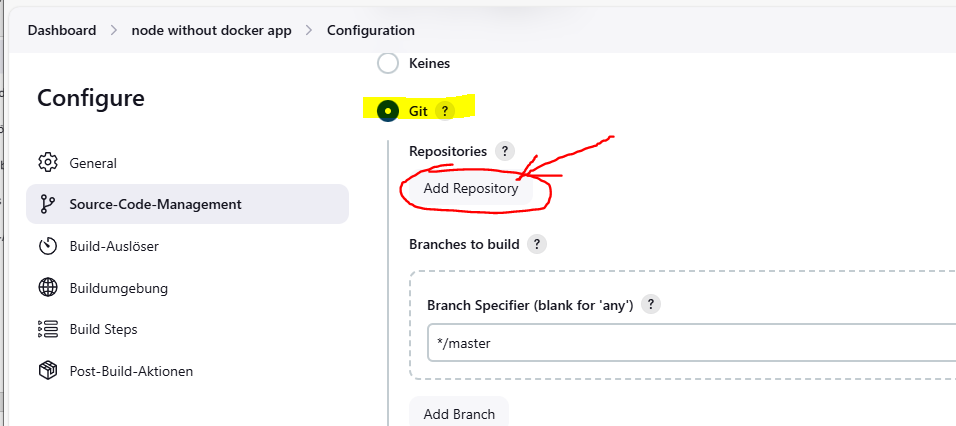 Dashboard > node without docker app > Configuration
Configure
General
Source-Code-Management
Build-Auslöser
Buildumgebung
Build Steps
Post-Build-Aktionen
Keines
Git ?
Repositories ?
Add Repository
Branches to build ?
Branch Specifier (blank for 'any') ?
*/master
Add Branch